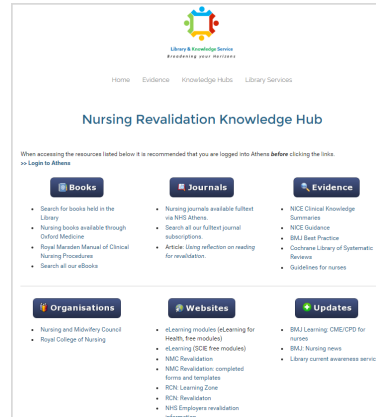 Library & Knowledge Service
Broadening your Horizons
Home Evidence Knowledge Hubs Library Services
Nursing Revalidation Knowledge Hub
When accessing the resources listed below it is recommended that you are logged into Athens before clicking the links.
>> Login to Athens
Books
Search for books held in the
Library
Nursing books available through
Oxford Medicine
Royal Marsden Manual of Clinical
Nursing Procedures
Search all our eBooks
Journals
Nursing journals available fulltext
via NHS Athens.
Search all our fulltext journal
subscriptions.
Article: Using reflection on reading
for revalidation.
Evidence
NICE Clinical Knowledge
Summaries
NICE Guidance
BMJ Best Practice
Cochrane Library of Systematic
Reviews
Guidelines for nurses
Organisations
Nursing and Midwifery Council
Royal College of Nursing
Websites
eLearning modules (eLearning for
Health, free modules)
eLearning (SCIE free modules)
NMC Revalidation
NMC Revalidation: completed
forms and templates
RCN: Learning Zone
RCN: Revalidaton
NHS Employers revalidation
information
Updates
BMJ Learning: CME/CPD for
nurses
BMJ: Nursing news
Library current awareness servic